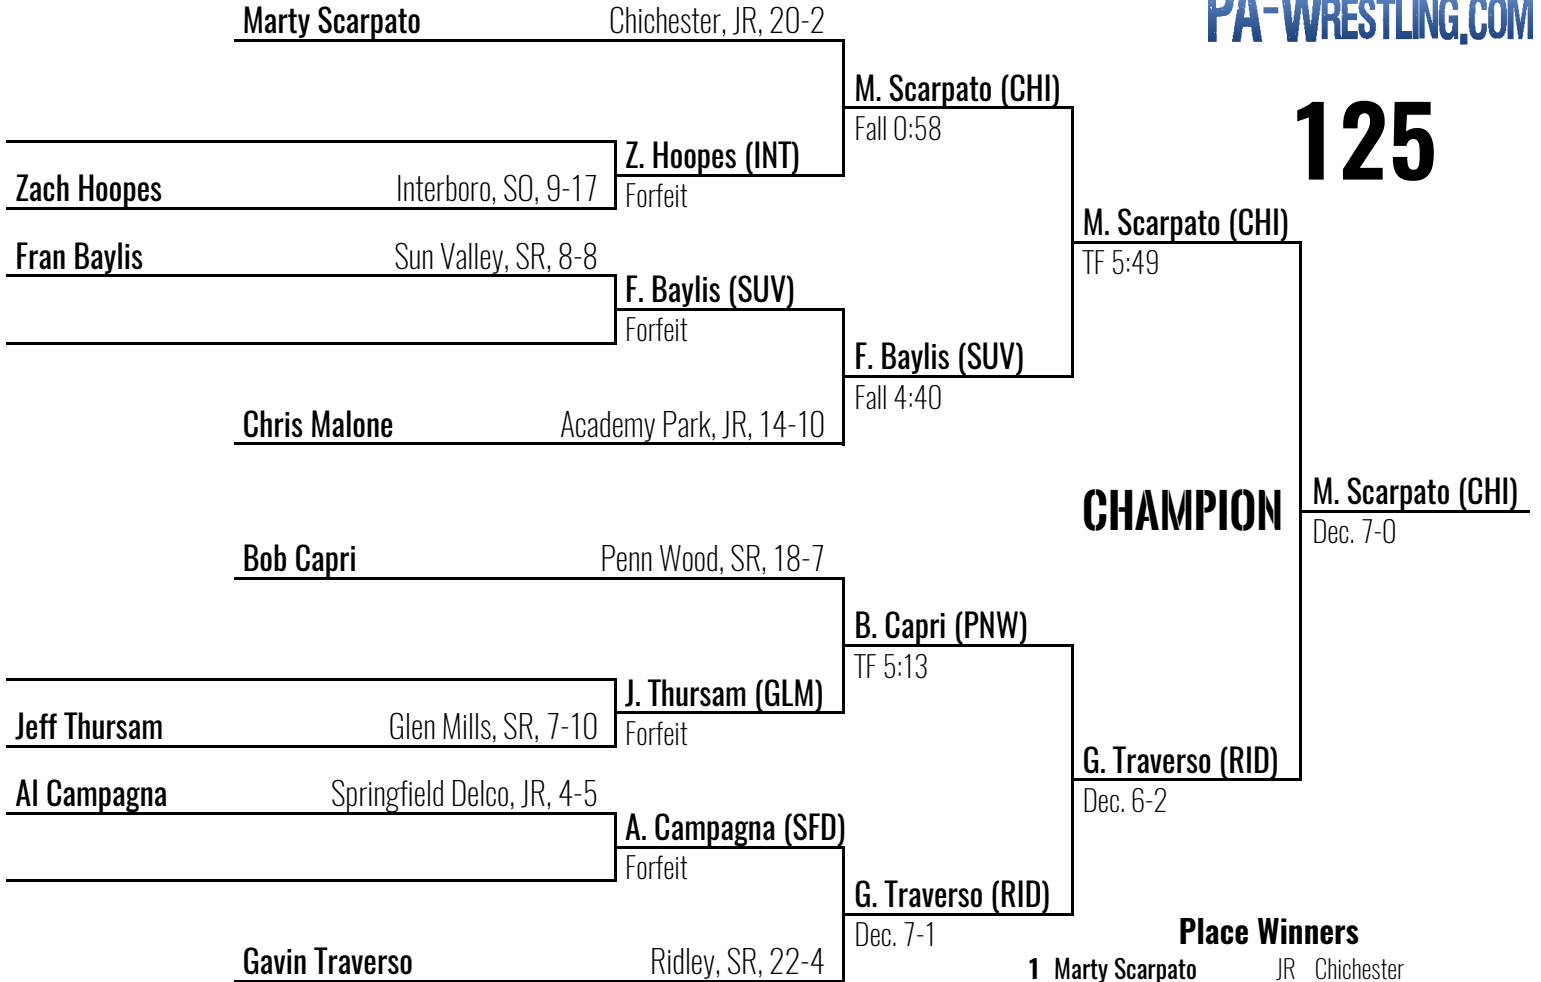 PA-WRESTLING.COM
125
Marty Scarpato Chichester, JR, 20-2
M. Scarpato (CHI)
Fall 0:58
Z. Hoopes (INT)
Forfeit
Zach Hoopes Interboro, SO, 9-17
M. Scarpato (CHI)
TF 5:49
Fran Baylis Sun Valley, SR, 8-8
F. Baylis (SUV)
Forfeit
F. Baylis (SUV)
Fall 4:40
Chris Malone Academy Park, JR, 14-10
CHAMPION
M. Scarpato (CHI)
Dec. 7-0
Bob Capri Penn Wood, SR, 18-7
B. Capri (PNW)
TF 5:13
J. Thursam (GLM)
Forfeit
Jeff Thursam Glen Mills, SR, 7-10
G. Traverso (RID)
Dec. 6-2
Al Campagna Springfield Delco, JR, 4-5
A. Campagna (SFD)
Forfeit
G. Traverso (RID)
Dec. 7-1
Gavin Traverso Ridley, SR, 22-4
Place Winners
1 Marty Scarpato JR Chichester